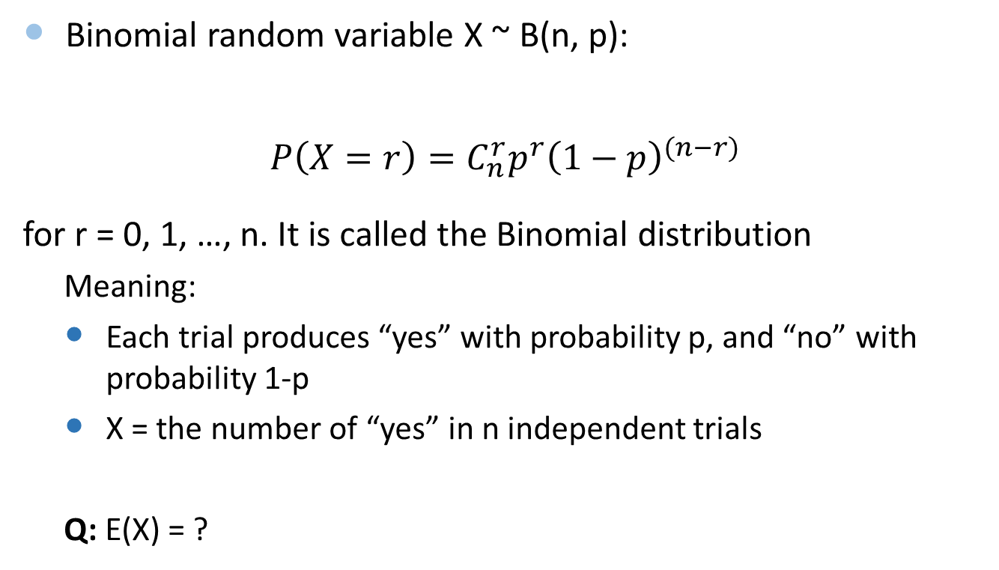 Binomial random variable X ~ B(n, p):
P(X = r) = C_n^r p^r (1 − p)^(n−r)
for r = 0, 1, …, n. It is called the Binomial distribution
Meaning:
Each trial produces “yes” with probability p, and “no” with
probability 1-p
X = the number of “yes” in n independent trials
Q: E(X) = ?